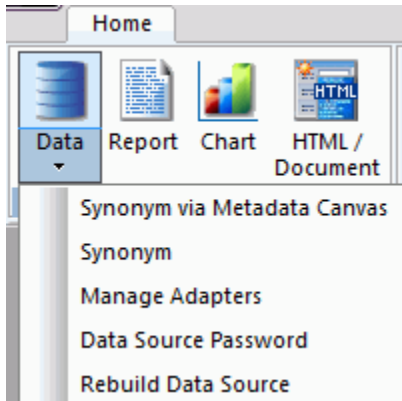 Home
Data
Report
Chart
HTML /
Document
HTML
Synonym via Metadata Canvas
Synonym
Manage Adapters
Data Source Password
Rebuild Data Source